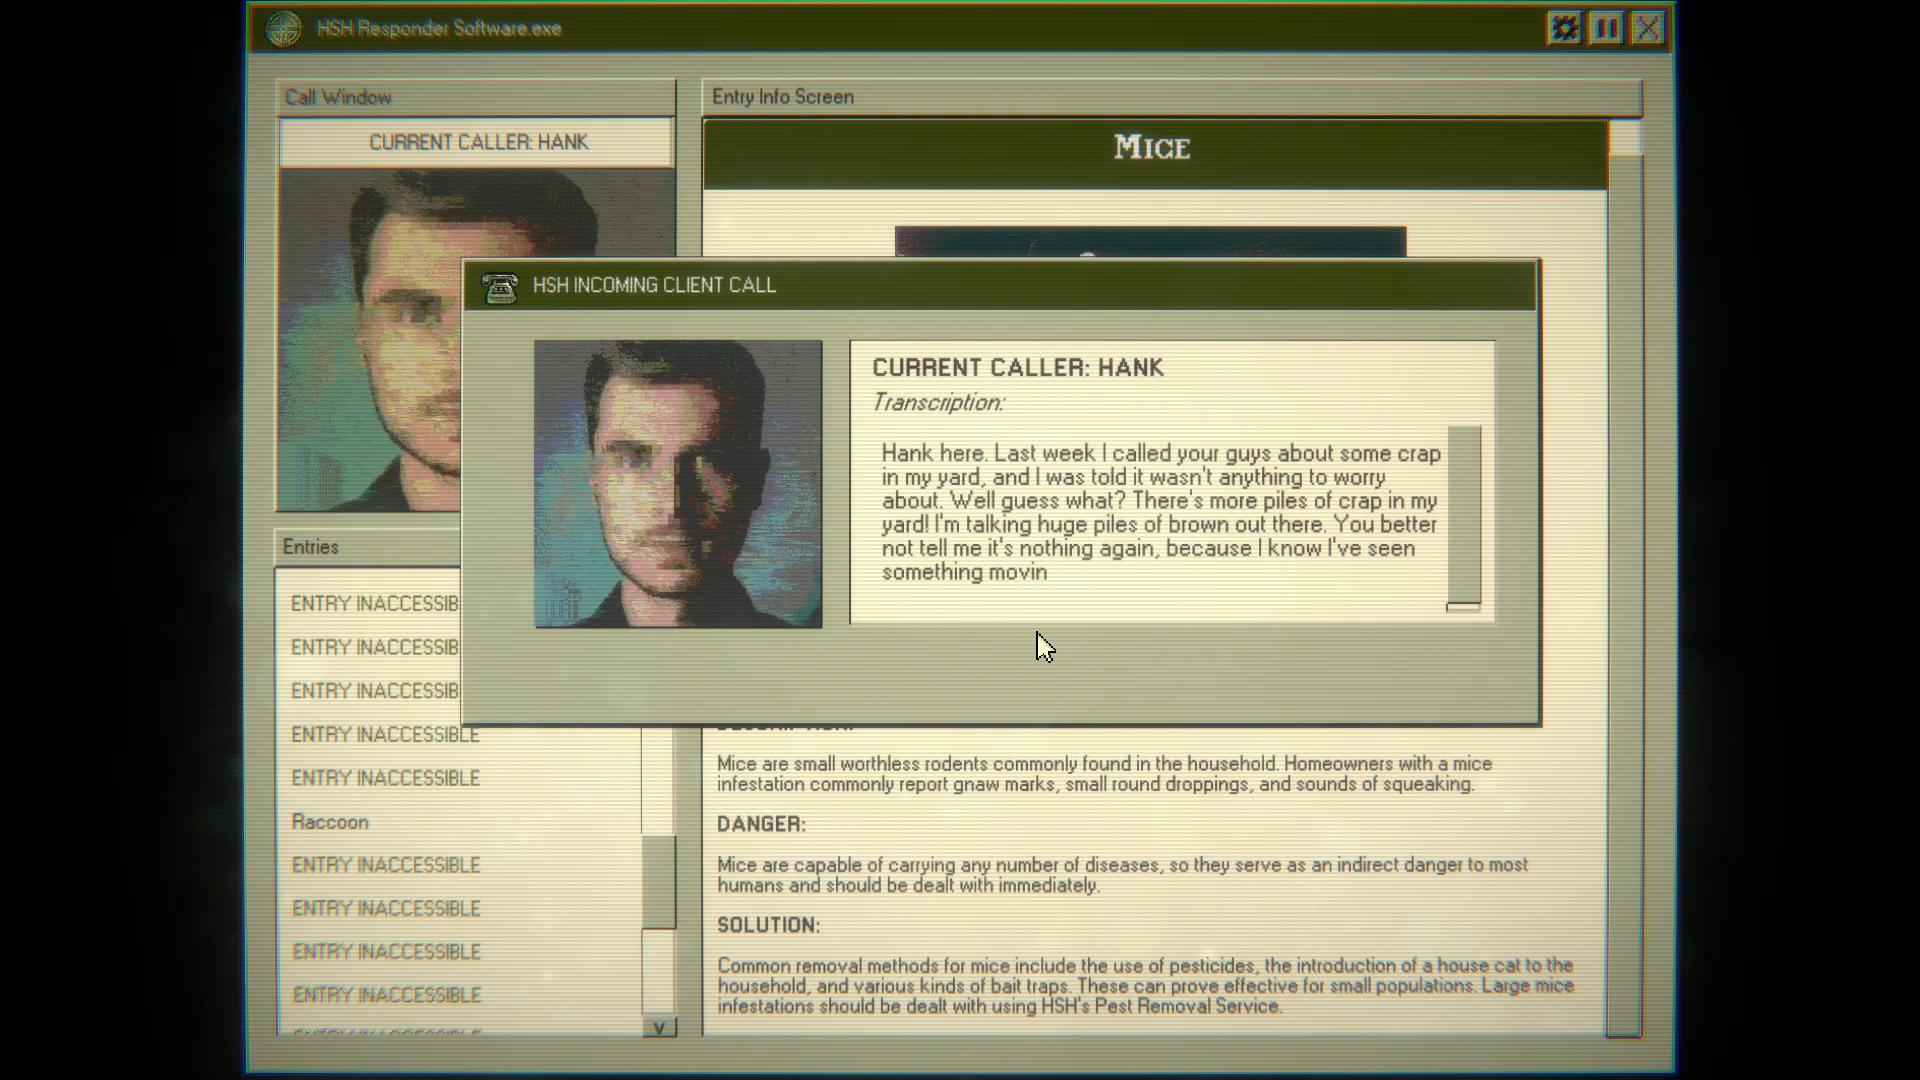 HSH Responder Software.exe
Call Window
CURRENT CALLER: HANK
Entry Info Screen
MICE
HSH INCOMING CLIENT CALL
CURRENT CALLER: HANK
Transcription:
Hank here. Last week I called your guys about some crap
in my yard, and I was told it wasn't anything to worry
about. Well guess what? There's more piles of crap in my
yard! I'm talking huge piles of brown out there. You better
not tell me it's nothing again, because I know I've seen
something movin
Entries
ENTRY INACCESSIB
ENTRY INACCESSIB
ENTRY INACCESSIB
ENTRY INACCESSIBLE
ENTRY INACCESSIBLE
Raccoon
ENTRY INACCESSIBLE
ENTRY INACCESSIBLE
ENTRY INACCESSIBLE
ENTRY INACCESSIBLE
V
Mice are small worthless rodents commonly found in the household. Homeowners with a mice
infestation commonly report gnaw marks, small round droppings, and sounds of squeaking.
DANGER:
Mice are capable of carrying any number of diseases, so they serve as an indirect danger to most
humans and should be dealt with immediately.
SOLUTION:
Common removal methods for mice include the use of pesticides, the introduction of a house cat to the
household, and various kinds of bait traps. These can prove effective for small populations. Large mice
infestations should be dealt with using HSH's Pest Removal Service.